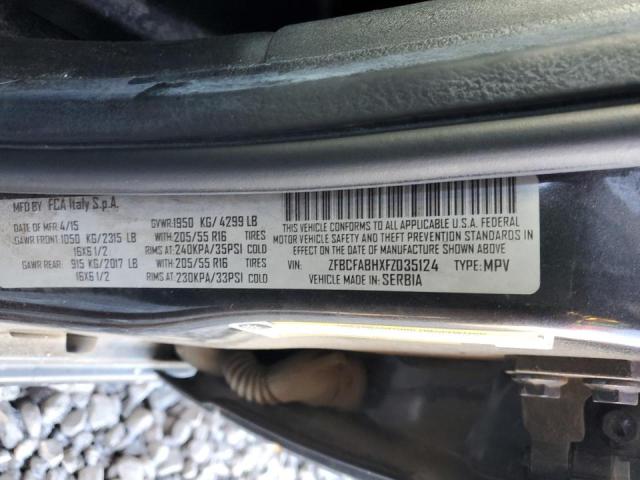 MFD BY FCA Italy S.p.A.
DATE OF MFR 4/15 GVWR:1950 KG/ 4299 LB
GAWR FRONT:1050 KG/2315 LB WITH 205/55 R16 TIRES
16X6 1/2 RIMS AT: 240KPA/35PSI COLD
GAWR REAR: 915 KG/2017 LB WITH 205/55 R16 TIRES
16X6 1/2 RIMS AT: 230KPA/33PSI COLD
THIS VEHICLE CONFORMS TO ALL APPLICABLE U.S.A. FEDERAL
MOTOR VEHICLE SAFETY, BUMPER, AND THEFT PREVENTION STANDARDS IN
EFFECT ON THE DATE OF MANUFACTURE SHOWN ABOVE.
VIN: ZFBCFABHXFZ035124 TYPE: MPV
VEHICLE MADE IN: SERBIA